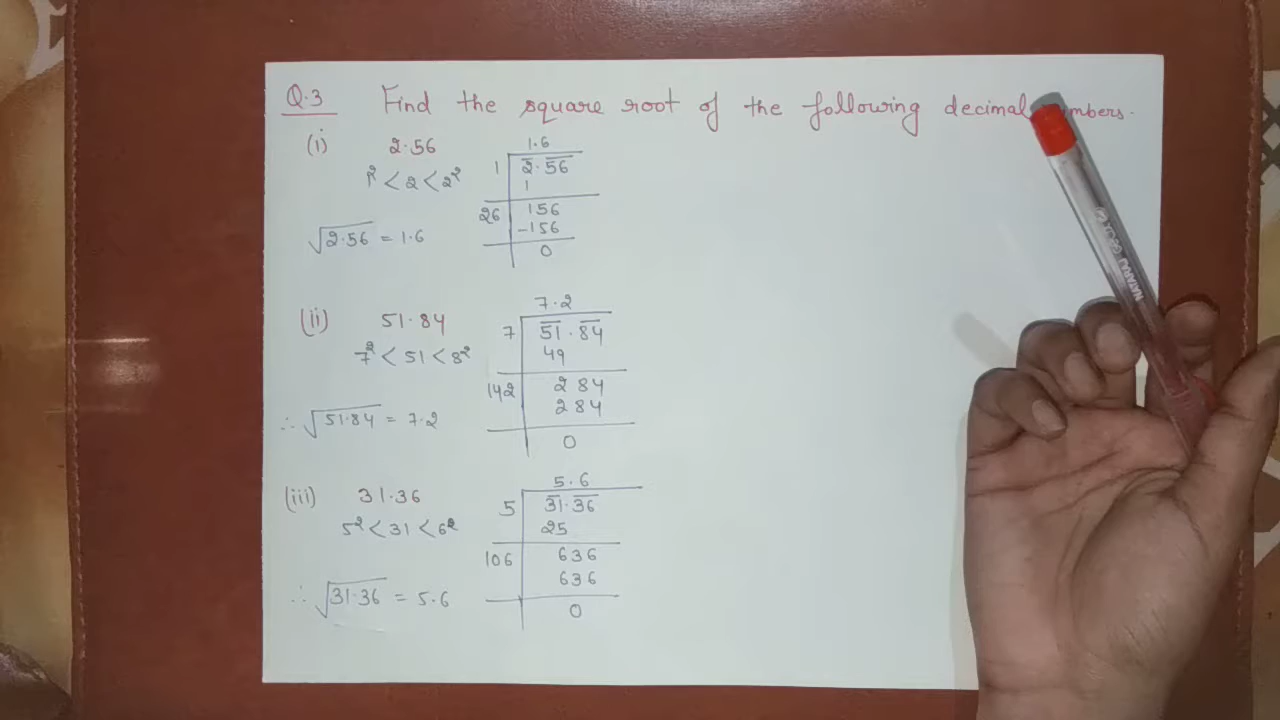 Q.3 Find the square root of the following decimal numbers.
(i) 2.56
1² < 2 < 2²
√2.56 = 1.6
1.6
1 2.56
1
26 156
-156
0
(ii) 51.84
7² < 51 < 8²
∴ √51.84 = 7.2
7.2
7 51.84
49
142 284
284
0
(iii) 31.36
5² < 31 < 6²
∴ √31.36 = 5.6
5.6
5 31.36
25
106 636
636
0
NATARAJ